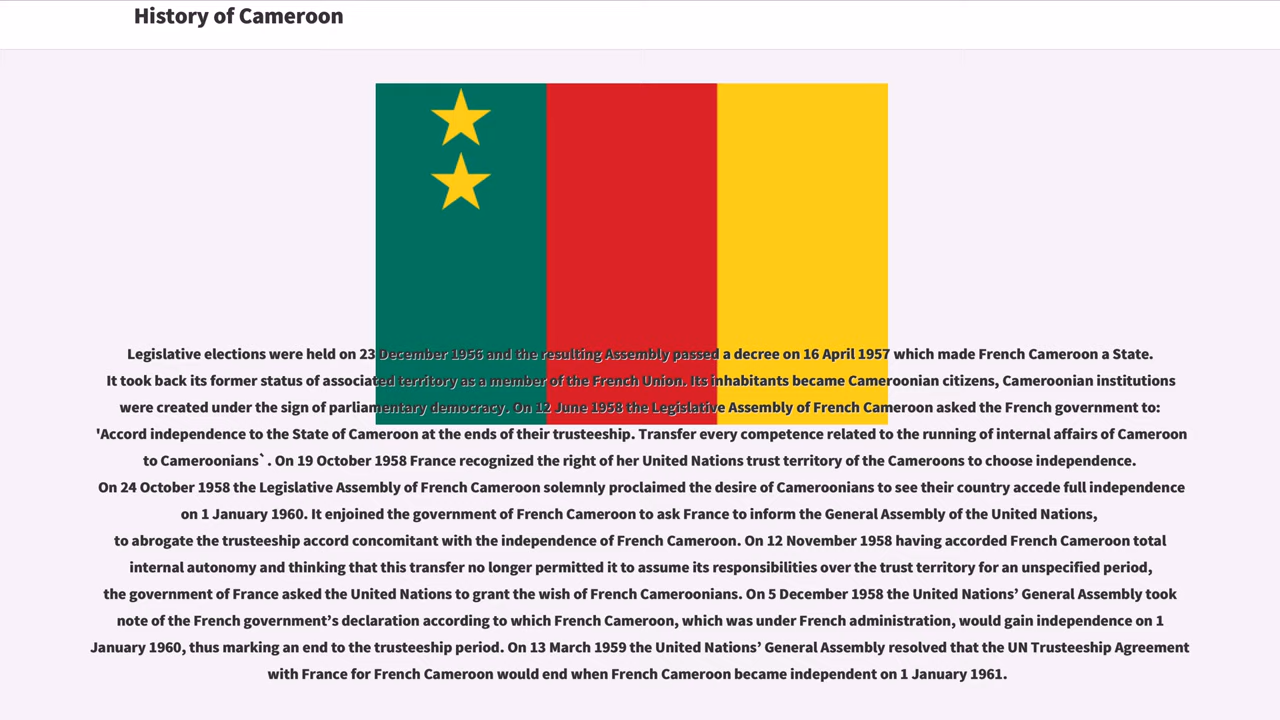 History of Cameroon
Legislative elections were held on 23 December 1956 and the resulting Assembly passed a decree on 16 April 1957 which made French Cameroon a State.
It took back its former status of associated territory as a member of the French Union. Its inhabitants became Cameroonian citizens, Cameroonian institutions
were created under the sign of parliamentary democracy. On 12 June 1958 the Legislative Assembly of French Cameroon asked the French government to:
'Accord independence to the State of Cameroon at the ends of their trusteeship. Transfer every competence related to the running of internal affairs of Cameroon
to Cameroonians`. On 19 October 1958 France recognized the right of her United Nations trust territory of the Cameroons to choose independence.
On 24 October 1958 the Legislative Assembly of French Cameroon solemnly proclaimed the desire of Cameroonians to see their country accede full independence
on 1 January 1960. It enjoined the government of French Cameroon to ask France to inform the General Assembly of the United Nations,
to abrogate the trusteeship accord concomitant with the independence of French Cameroon. On 12 November 1958 having accorded French Cameroon total
internal autonomy and thinking that this transfer no longer permitted it to assume its responsibilities over the trust territory for an unspecified period,
the government of France asked the United Nations to grant the wish of French Cameroonians. On 5 December 1958 the United Nations’ General Assembly took
note of the French government’s declaration according to which French Cameroon, which was under French administration, would gain independence on 1
January 1960, thus marking an end to the trusteeship period. On 13 March 1959 the United Nations’ General Assembly resolved that the UN Trusteeship Agreement
with France for French Cameroon would end when French Cameroon became independent on 1 January 1961.